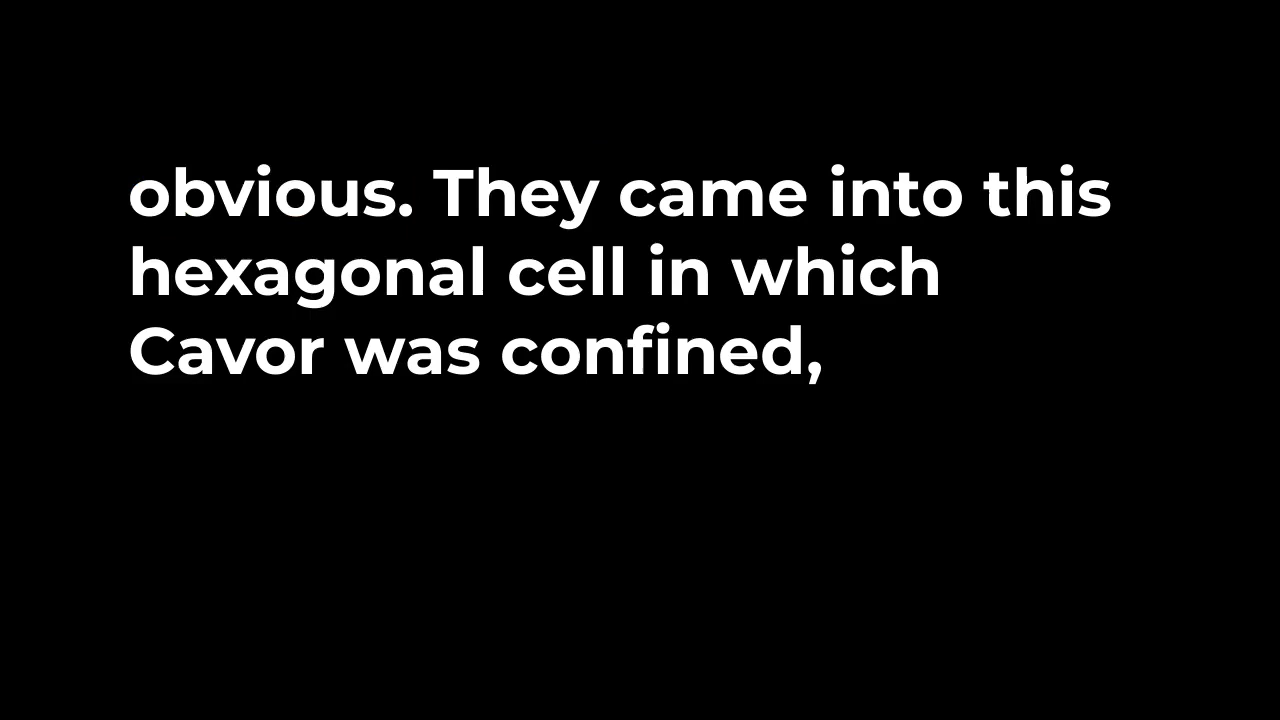 obvious. They came into this
hexagonal cell in which
Cavor was confined,